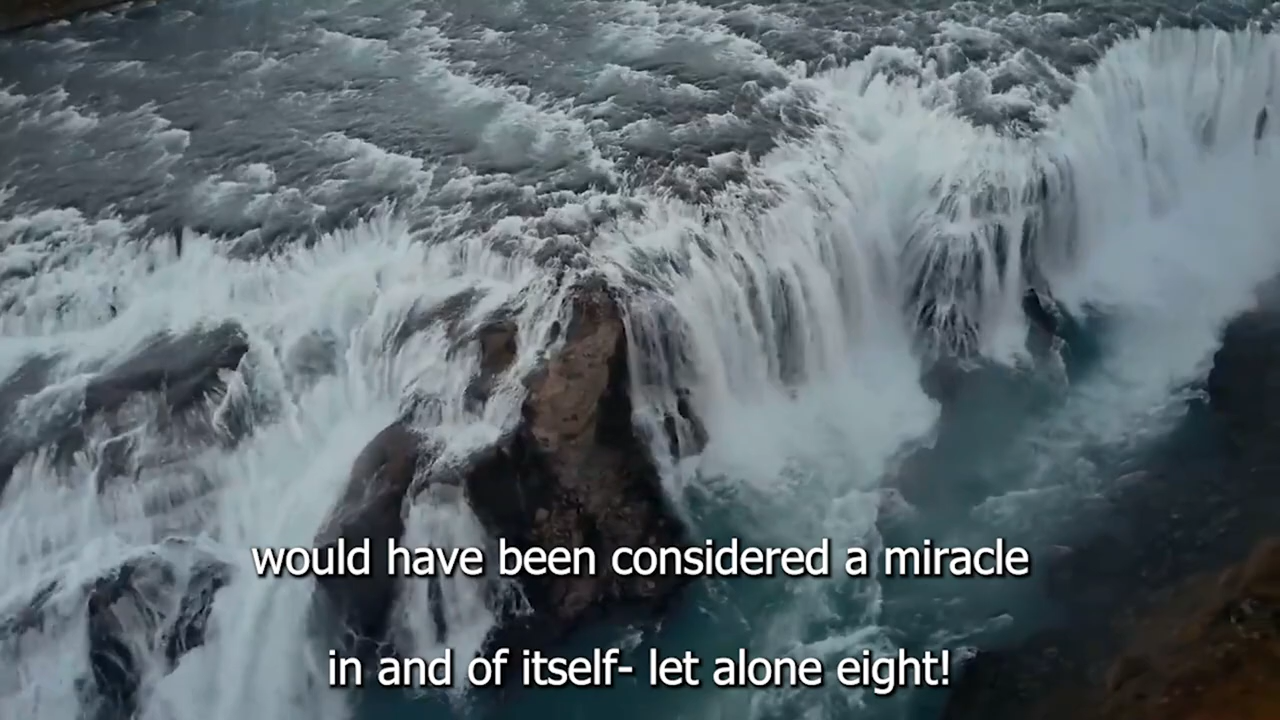 would have been considered a miracle
in and of itself- let alone eight!